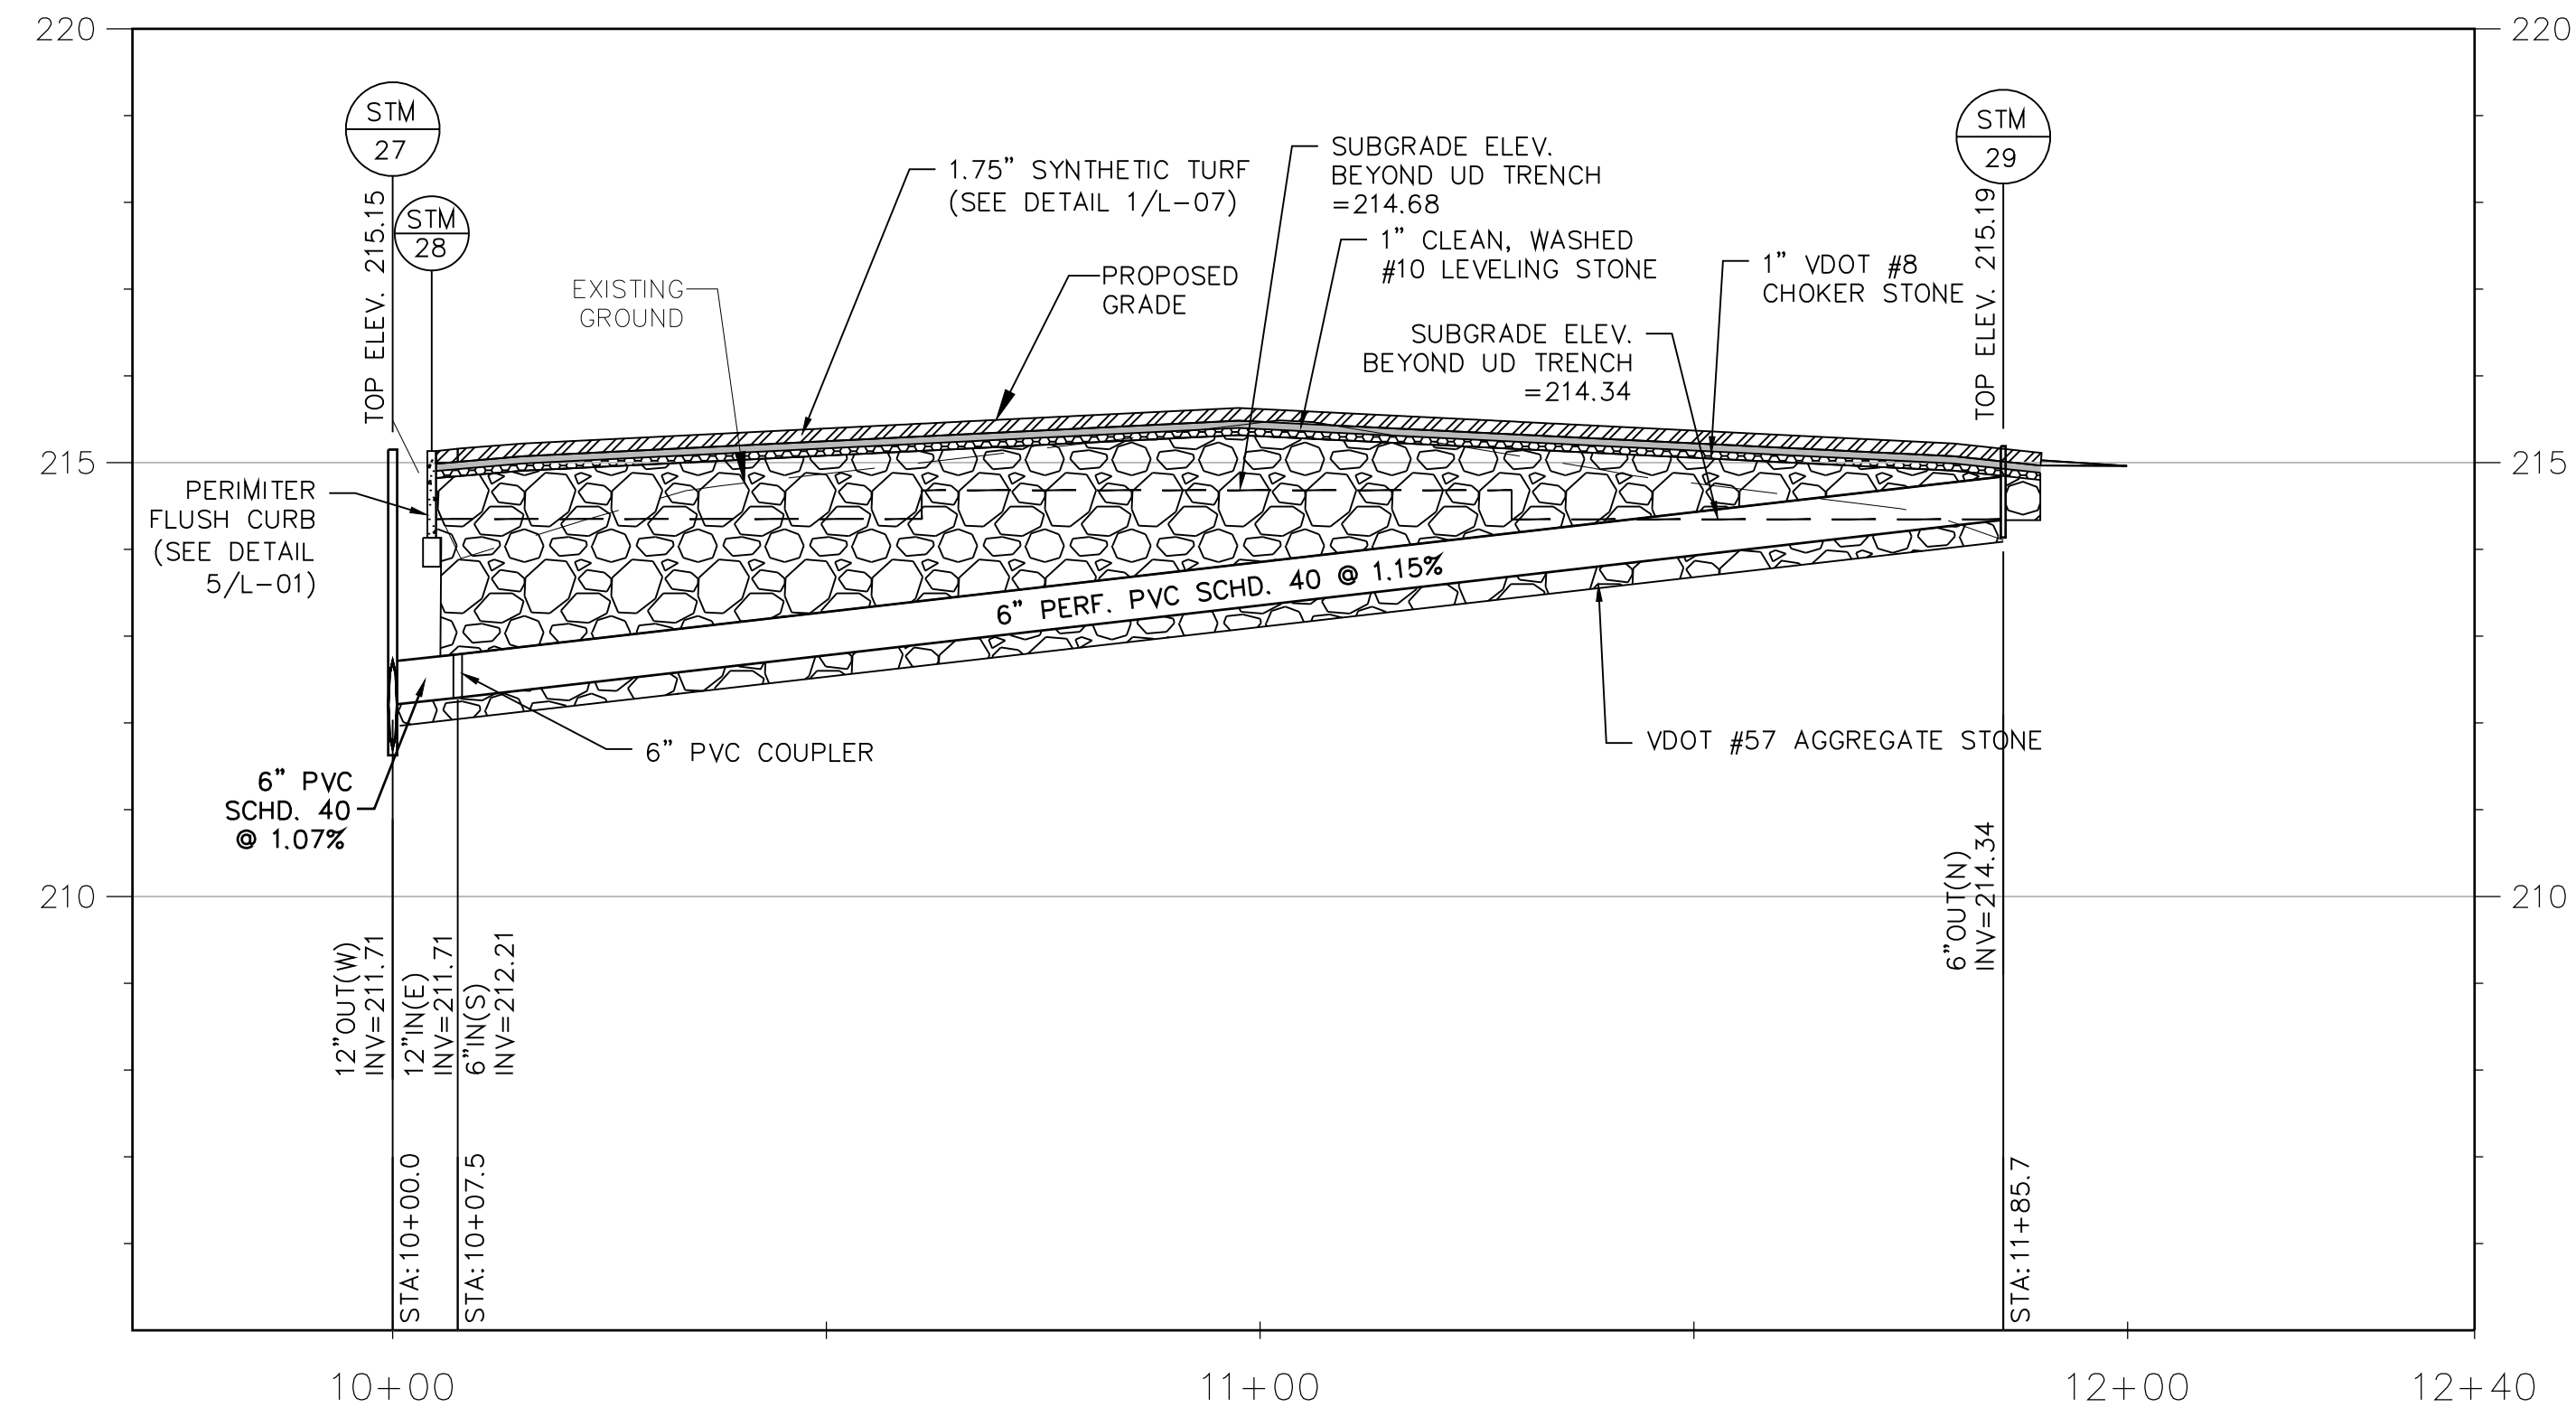 220
220
STM
27
STM
28
STM
29
TOP ELEV. 215.15
TOP ELEV. 215.19
1.75" SYNTHETIC TURF
(SEE DETAIL 1/L-07)
SUBGRADE ELEV.
BEYOND UD TRENCH
=214.68
1" CLEAN, WASHED
#10 LEVELING STONE
1" VDOT #8
CHOKER STONE
EXISTING
GROUND
PROPOSED
GRADE
SUBGRADE ELEV.
BEYOND UD TRENCH
=214.34
215
215
PERIMITER
FLUSH CURB
(SEE DETAIL
5/L-01)
6" PERF. PVC SCHD. 40 @ 1.15%
6" PVC COUPLER
VDOT #57 AGGREGATE STONE
6" PVC
SCHD. 40
@ 1.07%
210
210
12"OUT(W)
INV=211.71
12"IN(E)
INV=211.71
6"IN(S)
INV=212.21
6"OUT(N)
INV=214.34
STA: 10+00.0
STA: 10+07.5
STA: 11+85.7
10+00
11+00
12+00
12+40